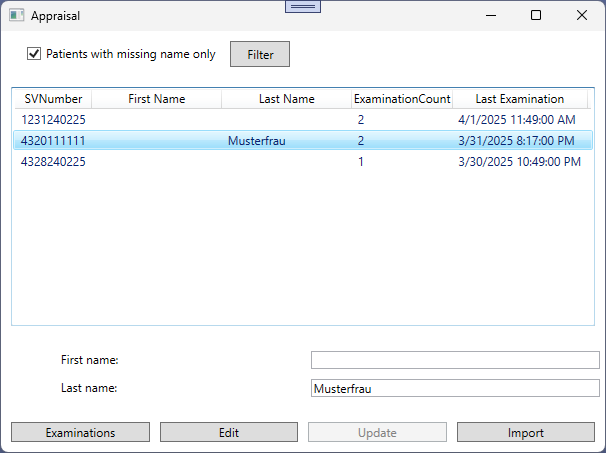 Appraisal
Patients with missing name only Filter
SVNumber First Name Last Name ExaminationCount Last Examination
1231240225 2 4/1/2025 11:49:00 AM
4320111111 Musterfrau 2 3/31/2025 8:17:00 PM
4328240225 1 3/30/2025 10:49:00 PM
First name:
Last name: Musterfrau
Examinations Edit Update Import